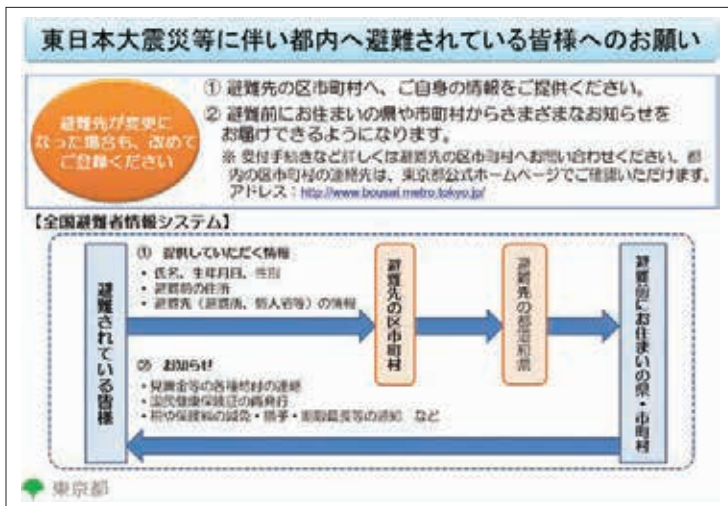 東日本大震災等に伴い都内へ避難されている皆様へのお願い
避難先が変更に
なった場合も、改めて
ご登録ください
① 避難先の区市町村へ、ご自身の情報をご提供ください。
② 避難前にお住まいの県や市町村からさまざまなお知らせを
お届けできるようになります。
※ 受付手続きなど詳しくは避難先の区市町村へお問い合わせください。都
内の区市町村の連絡先は、東京都公式ホームページでご確認いただけます。
アドレス:http://www.bousai.metro.tokyo.jp/
【全国避難者情報システム】
避難されている皆様
① 提供していただく情報
・氏名、生年月日、性別
・避難前の住所
・避難先(避難所、個人宅等)の情報
避難先の区市町村
避難先の都道府県
避難前にお住まいの県・市町村
② お知らせ
・見舞金等の各種給付の連絡
・国民健康保険証の再発行
・税や保険料の減免・猶予・期限延長等の通知 など
東京都